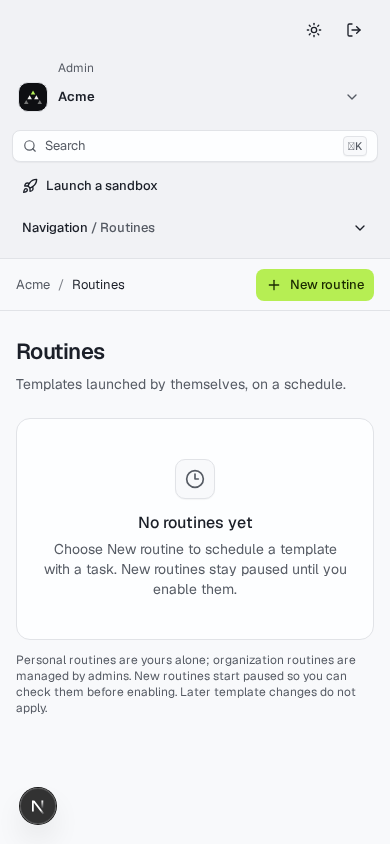 Admin
Acme
Search
K
Launch a sandbox
Navigation / Routines
Acme / Routines
New routine
Routines
Templates launched by themselves, on a schedule.
No routines yet
Choose New routine to schedule a template
with a task. New routines stay paused until you
enable them.
Personal routines are yours alone; organization routines are
managed by admins. New routines start paused so you can
check them before enabling. Later template changes do not
apply.
N